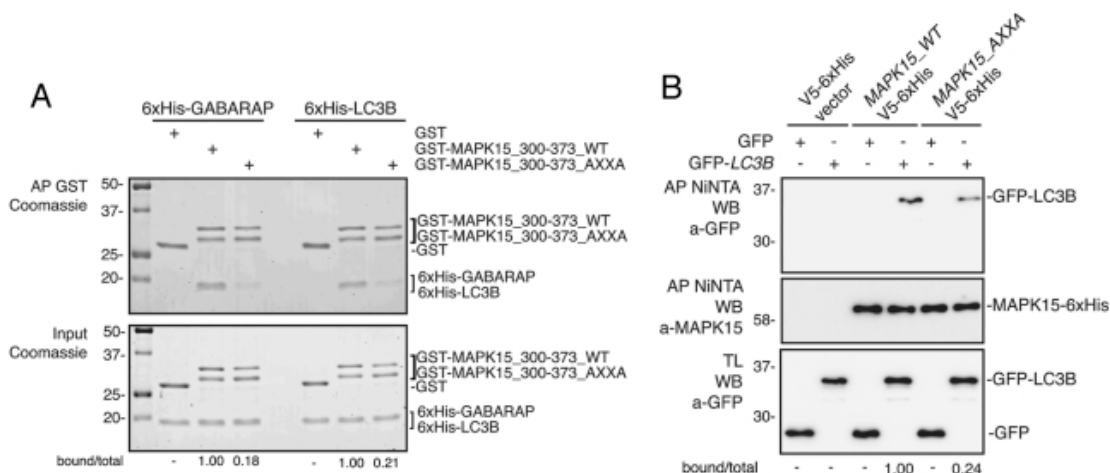 A
6xHis-GABARAP 6xHis-LC3B
+ + GST
+ + GST-MAPK15_300-373_WT
+ + GST-MAPK15_300-373_AXXA
AP GST
Coomassie
50-
37-
25-
20-
GST-MAPK15_300-373_WT
GST-MAPK15_300-373_AXXA
-GST
6xHis-GABARAP
6xHis-LC3B
Input
Coomassie
50-
37-
25-
20-
GST-MAPK15_300-373_WT
GST-MAPK15_300-373_AXXA
-GST
6xHis-GABARAP
6xHis-LC3B
bound/total - 1.00 0.18 - 1.00 0.21
B
V5-6xHis
vector
MAPK15_WT
V5-6xHis
MAPK15_AXXA
V5-6xHis
GFP + - + - + -
GFP-LC3B - + - + - +
AP NiNTA
WB
a-GFP
37-
30-
-GFP-LC3B
AP NiNTA
WB
a-MAPK15
58-
-MAPK15-6xHis
TL
WB
a-GFP
37-
30-
-GFP-LC3B
-GFP
bound/total - - - 1.00 - 0.24